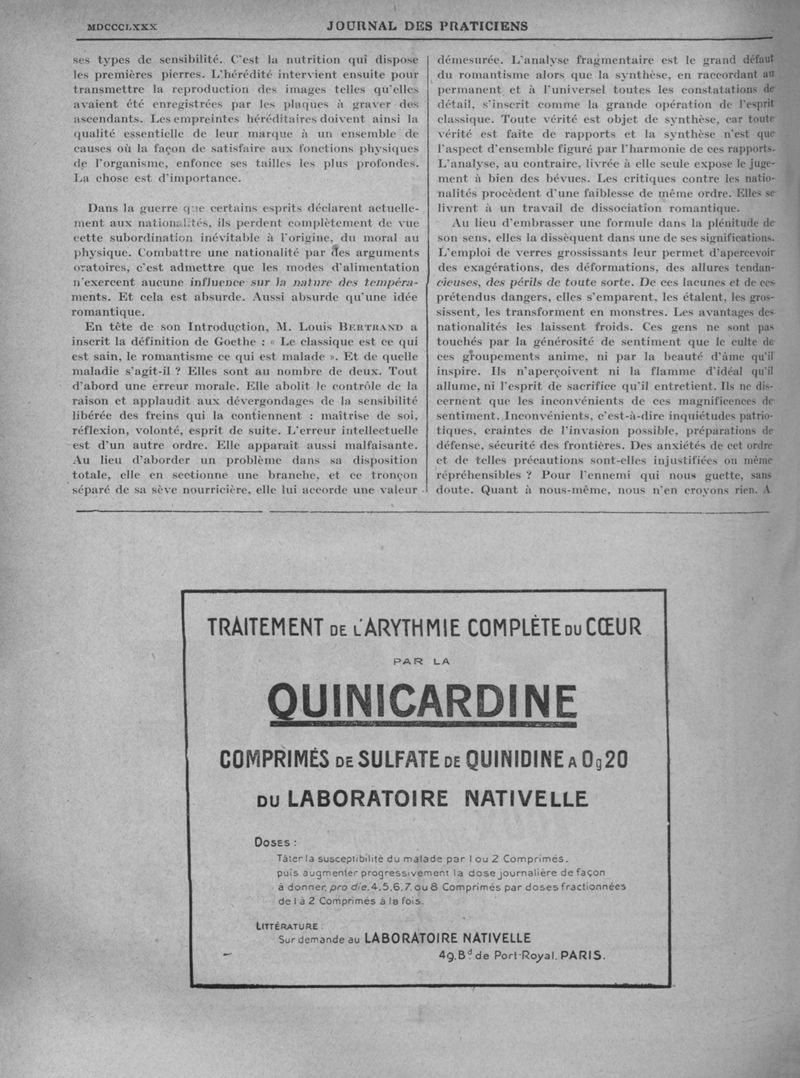 MDCCCLXXX
JOURNAL DES PRATICIENS
ses types de sensibilité. C'est la nutrition qui dispose
les premières pierres. L'hérédité intervient ensuite pour
transmettre la reproduction des images telles qu'elles
avaient été enregistrées par les plaques à graver des
ascendants. Les empreintes héréditaires doivent ainsi la
qualité essentielle de leur marque à un ensemble de
causes où la façon de satisfaire aux fonctions physiques
de l'organisme, enfonce ses tailles les plus profondes.
La chose est d'importance.
Dans la guerre que certains esprits déclarent actuelle-
ment aux nationalités, ils perdent complètement de vue
cette subordination inévitable à l'origine, du moral au
physique. Combattre une nationalité par des arguments
oratoires, c'est admettre que les modes d'alimentation
n'exercent aucune influence sur la nature des tempéra-
ments. Et cela est absurde. Aussi absurde qu'une idée
romantique.
En tête de son Introduction, M. Louis BERTRAND a
inscrit la définition de Goethe : « Le classique est ce qui
est sain, le romantisme ce qui est malade ». Et de quelle
maladie s'agit-il ? Elles sont au nombre de deux. Tout
d'abord une erreur morale. Elle abolit le contrôle de la
raison et applaudit aux dévergondages de la sensibilité
libérée des freins qui la contiennent : maîtrise de soi,
réflexion, volonté, esprit de suite. L'erreur intellectuelle
est d'un autre ordre. Elle apparait aussi malfaisante.
Au lieu d'aborder un problème dans sa disposition
totale, elle en sectionne une branche, et ce tronçon
séparé de sa sève nourricière, elle lui accorde une valeur
démesurée. L'analyse fragmentaire est le grand défaut
du romantisme alors que la synthèse, en raccordant au
permanent et à l'universel toutes les constatations de
détail, s'inscrit comme la grande opération de l'esprit
classique. Toute vérité est objet de synthèse, car toute
vérité est faite de rapports et la synthèse n'est que
l'aspect d'ensemble figuré par l'harmonie de ces rapports.
L'analyse, au contraire, livrée à elle seule expose le juge-
ment à bien des bévues. Les critiques contre les natio-
nalités procèdent d'une faiblesse de même ordre. Elles se
livrent à un travail de dissociation romantique.
Au lieu d'embrasser une formule dans la plénitude de
son sens, elles la dissèquent dans une de ses significations.
L'emploi de verres grossissants leur permet d'apercevoir
des exagérations, des déformations, des allures tendan-
cieuses, des périls de toute sorte. De ces lacunes et de ces
prétendus dangers, elles s'emparent, les étalent, les gros-
sissent, les transforment en monstres. Les avantages des
nationalités les laissent froids. Ces gens ne sont pas
touchés par la générosité de sentiment que le culte de
ces groupements anime, ni par la beauté d'âme qu'il
inspire. Ils n'aperçoivent ni la flamme d'idéal qu'il
allume, ni l'esprit de sacrifice qu'il entretient. Ils ne dis-
cernent que les inconvénients de ces magnificences de
sentiment. Inconvénients, c'est-à-dire inquiétudes patrio-
tiques, craintes de l'invasion possible, préparations de
défense, sécurité des frontières. Des anxiétés de cet ordre
et de telles précautions sont-elles injustifiées ou même
répréhensibles ? Pour l'ennemi qui nous guette, sans
doute. Quant à nous-même, nous n'en croyons rien. A
TRAITEMENT DE L'ARYTHMIE COMPLÈTE DU CŒUR
PAR LA
QUINICARDINE
COMPRIMÉS DE SULFATE DE QUINIDINE A 0g20
DU LABORATOIRE NATIVELLE
DOSES :
Tâter la susceptibilité du malade par 1 ou 2 Comprimés.
puis augmenter progressivement la dose journalière de façon
à donner, pro die, 4.5.6.7. ou 8 Comprimés par doses fractionnées
de 1 à 2 Comprimés à la fois.
LITTÉRATURE :
Sur demande au LABORATOIRE NATIVELLE
49. Bd de Port-Royal. PARIS.